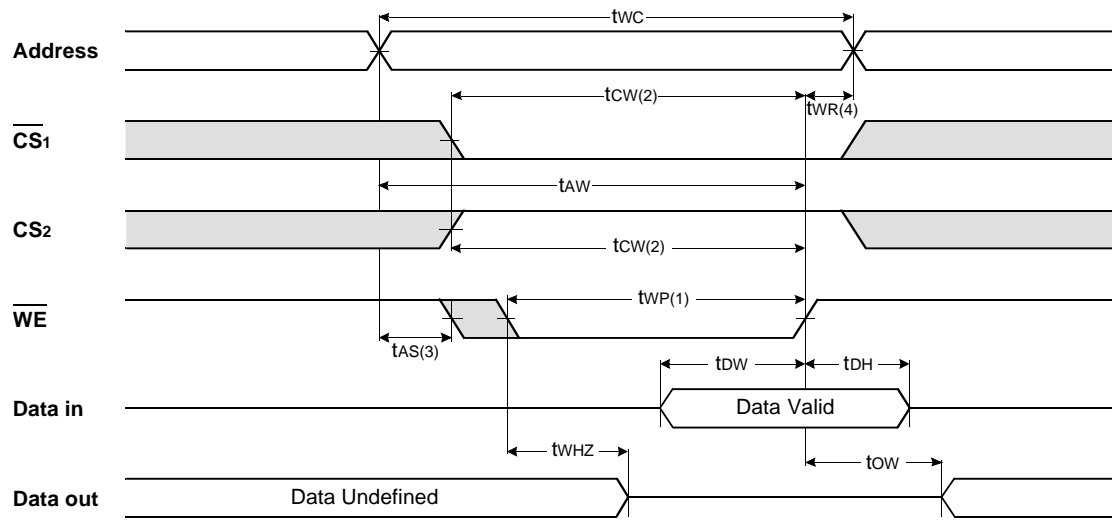 tWC
Address
tCW(2)
tWR(4)
CS1
tAW
CS2
tCW(2)
tWP(1)
WE
tAS(3)
tDW
tDH
Data in
Data Valid
tWHZ
tOW
Data out
Data Undefined